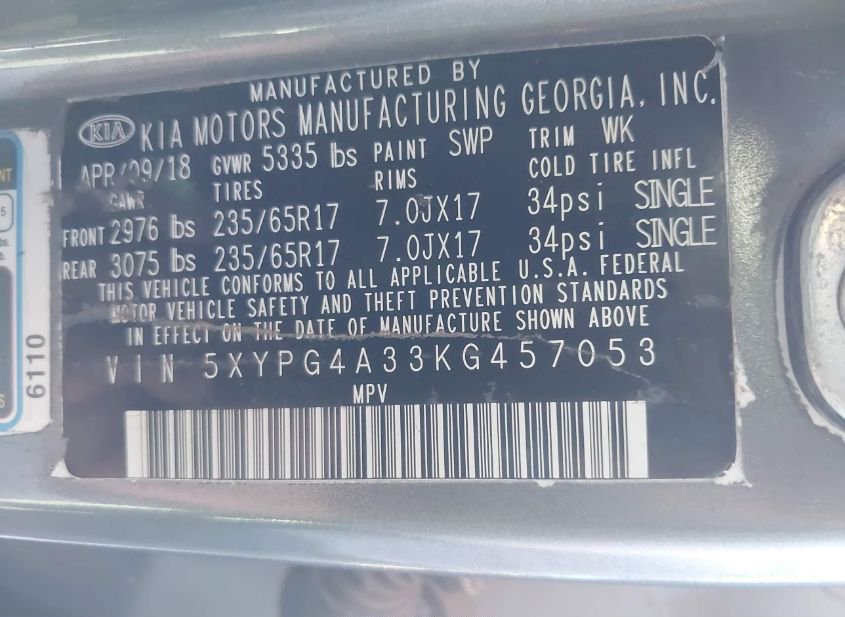 MANUFACTURED BY
KIA KIA MOTORS MANUFACTURING GEORGIA, INC.
APR/09/18 GVWR 5335 lbs PAINT SWP TRIM WK
GAWR TIRES RIMS COLD TIRE INFL
FRONT 2976 lbs 235/65R17 7.0JX17 34psi SINGLE
REAR 3075 lbs 235/65R17 7.0JX17 34psi SINGLE
THIS VEHICLE CONFORMS TO ALL APPLICABLE U.S.A. FEDERAL
MOTOR VEHICLE SAFETY AND THEFT PREVENTION STANDARDS
IN EFFECT ON THE DATE OF MANUFACTURE SHOWN ABOVE
VIN 5XYPG4A33KG457053
MPV
6110